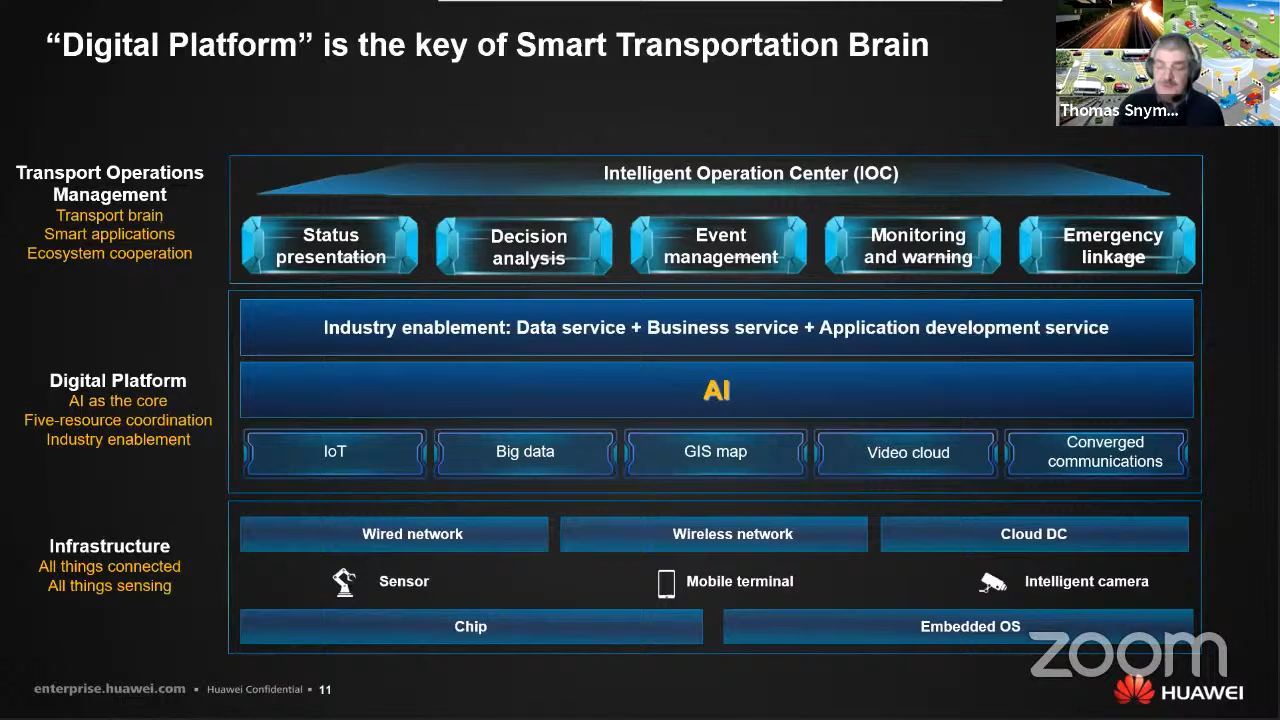 “Digital Platform” is the key of Smart Transportation Brain
Thomas Snym...
Transport Operations
Management
Transport brain
Smart applications
Ecosystem cooperation
Intelligent Operation Center (IOC)
Status
presentation
Decision
analysis
Event
management
Monitoring
and warning
Emergency
linkage
Digital Platform
AI as the core
Five-resource coordination
Industry enablement
Industry enablement: Data service + Business service + Application development service
AI
IoT
Big data
GIS map
Video cloud
Converged
communications
Infrastructure
All things connected
All things sensing
Wired network
Wireless network
Cloud DC
Sensor
Mobile terminal
Intelligent camera
Chip
Embedded OS
zoom
enterprise.huawei.com ▪ Huawei Confidential ▪ 11
HUAWEI